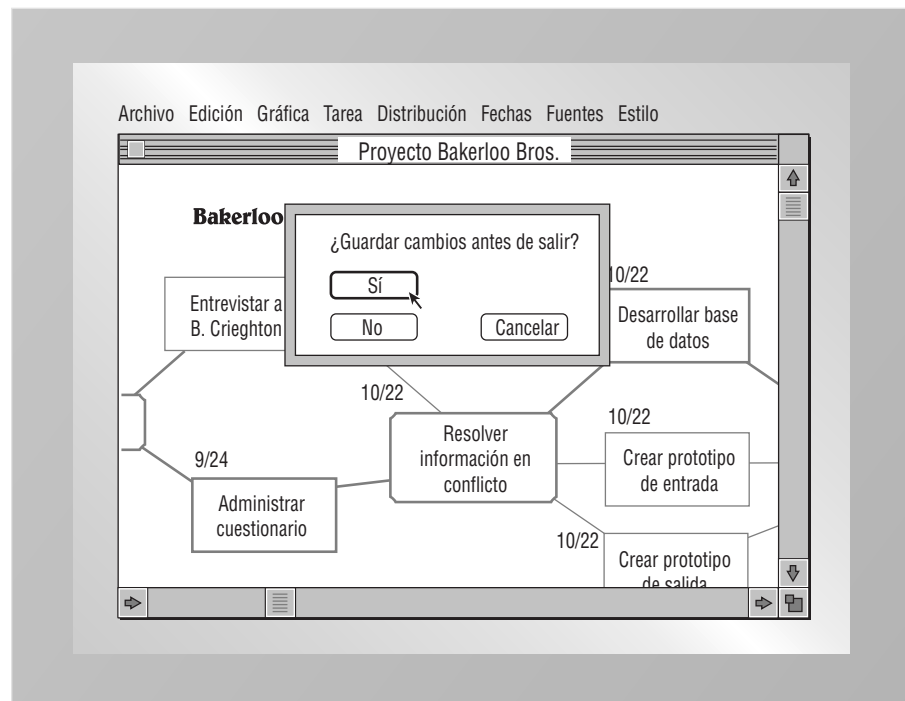 Archivo Edición Gráfica Tarea Distribución Fechas Fuentes Estilo
Proyecto Bakerloo Bros.
Bakerloo
¿Guardar cambios antes de salir?
Sí
No Cancelar
Entrevistar a
B. Crieghton
10/22
Desarrollar base
de datos
10/22
Resolver
información en
conflicto
10/22
Crear prototipo
de entrada
9/24
Administrar
cuestionario
10/22
Crear prototipo
de salida